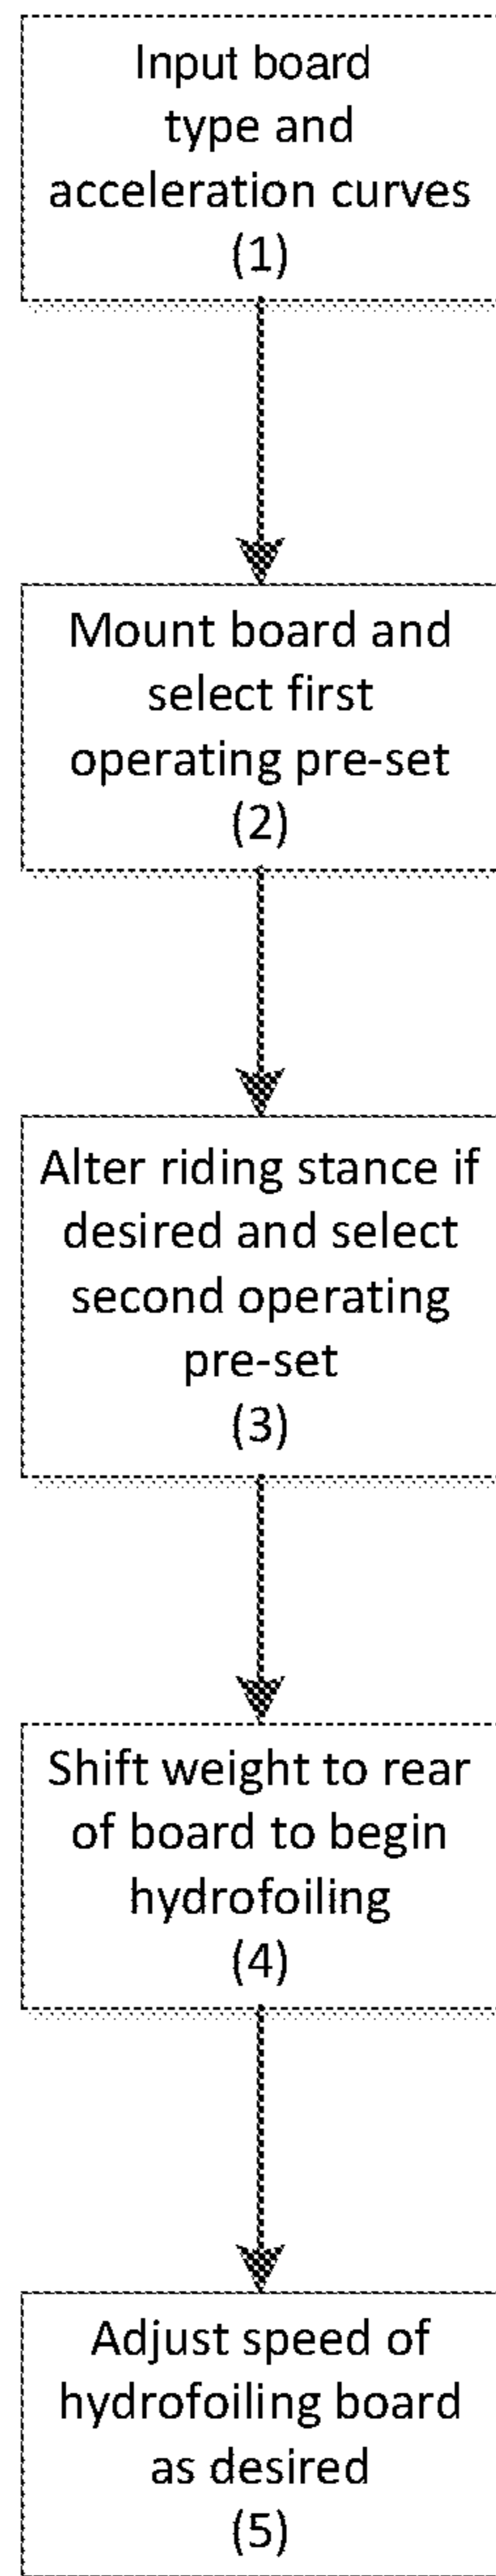 Input board
type and
acceleration curves
(1)
Mount board and
select first
operating pre-set
(2)
Alter riding stance if
desired and select
second operating
pre-set
(3)
Shift weight to rear
of board to begin
hydrofoiling
(4)
Adjust speed of
hydrofoiling board
as desired
(5)